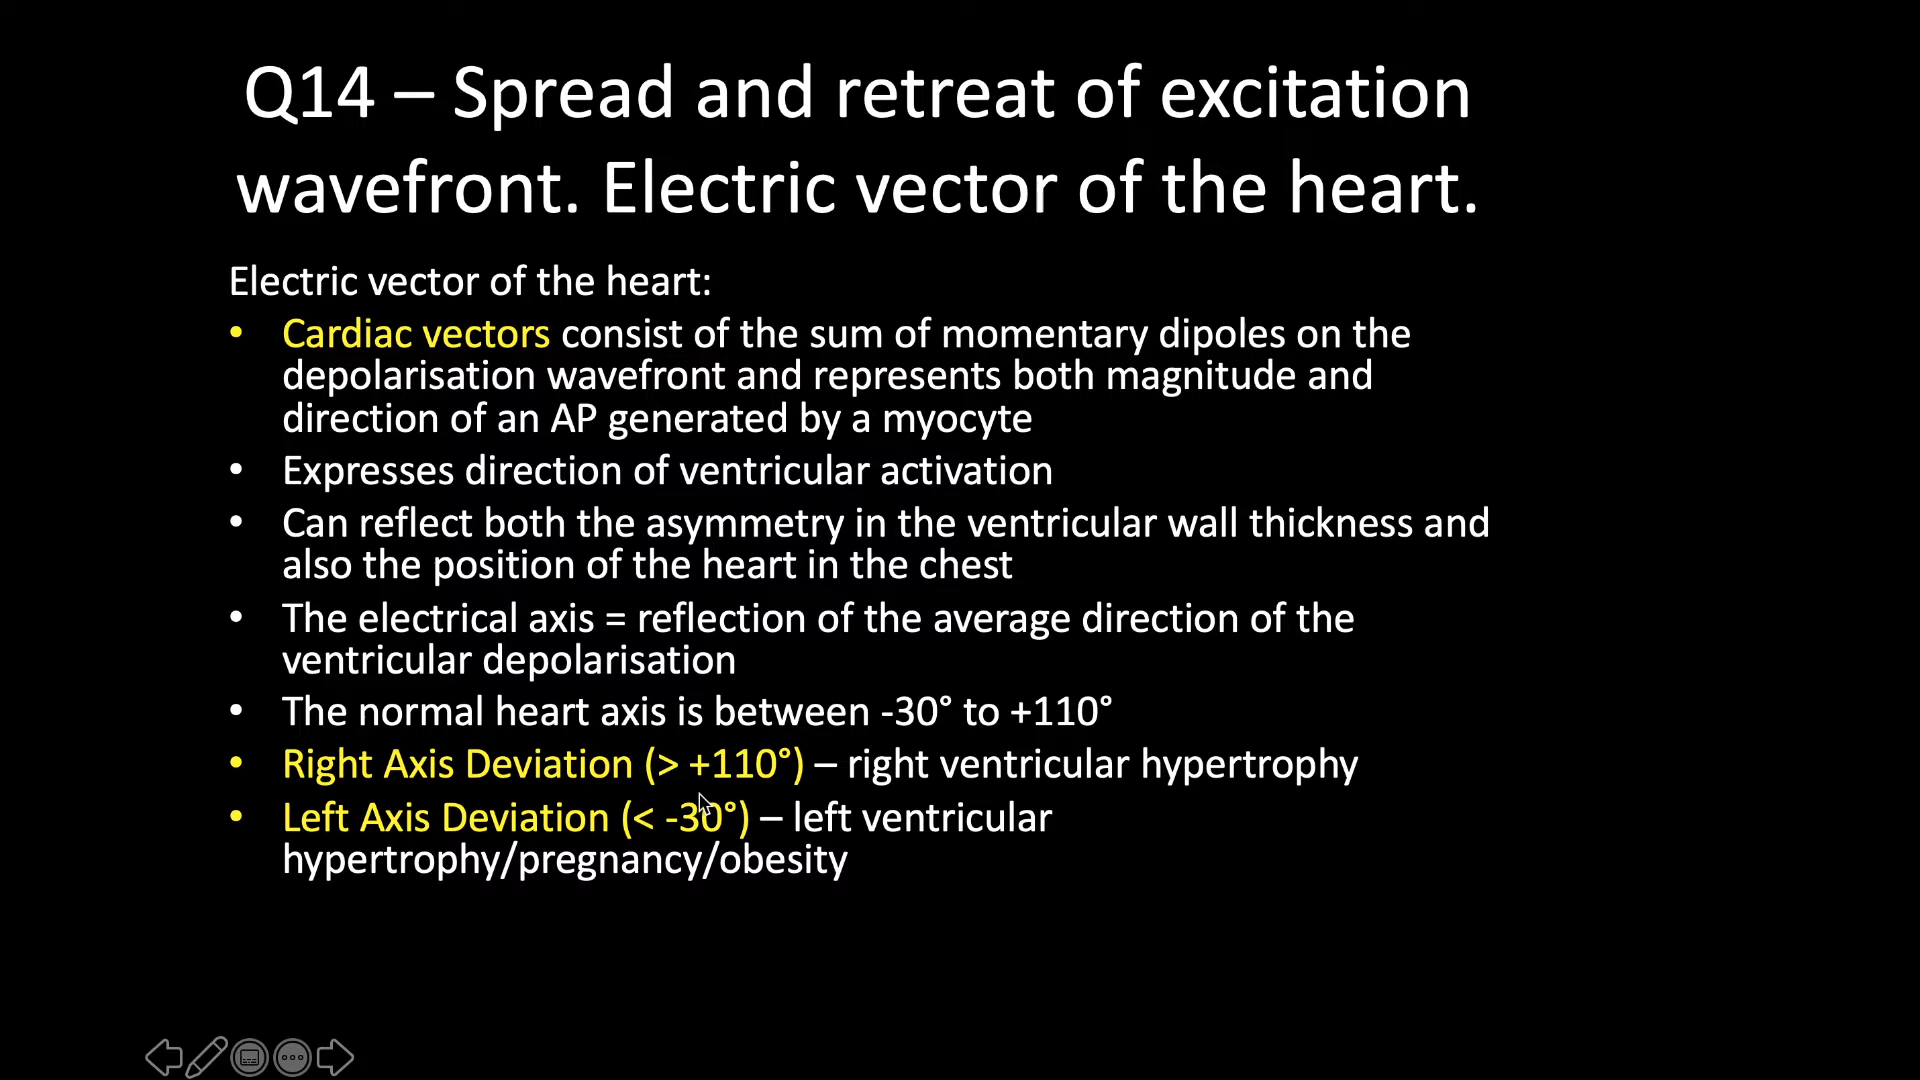 Q14 – Spread and retreat of excitation
wavefront. Electric vector of the heart.
Electric vector of the heart:
• Cardiac vectors consist of the sum of momentary dipoles on the
depolarisation wavefront and represents both magnitude and
direction of an AP generated by a myocyte
• Expresses direction of ventricular activation
• Can reflect both the asymmetry in the ventricular wall thickness and
also the position of the heart in the chest
• The electrical axis = reflection of the average direction of the
ventricular depolarisation
• The normal heart axis is between -30° to +110°
• Right Axis Deviation (> +110°) – right ventricular hypertrophy
• Left Axis Deviation (< -30°) – left ventricular
hypertrophy/pregnancy/obesity